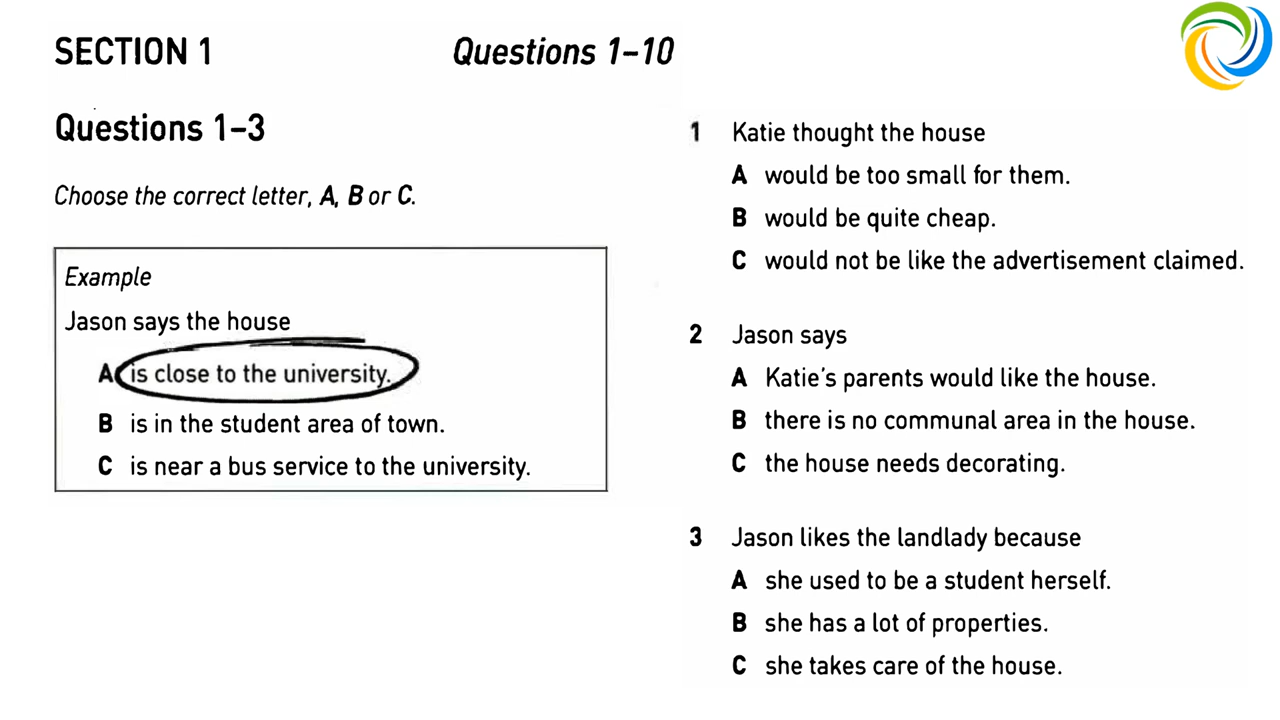 SECTION 1
Questions 1–10
Questions 1–3
Choose the correct letter, A, B or C.
Example
Jason says the house
A is close to the university.
B is in the student area of town.
C is near a bus service to the university.
1 Katie thought the house
A would be too small for them.
B would be quite cheap.
C would not be like the advertisement claimed.
2 Jason says
A Katie's parents would like the house.
B there is no communal area in the house.
C the house needs decorating.
3 Jason likes the landlady because
A she used to be a student herself.
B she has a lot of properties.
C she takes care of the house.